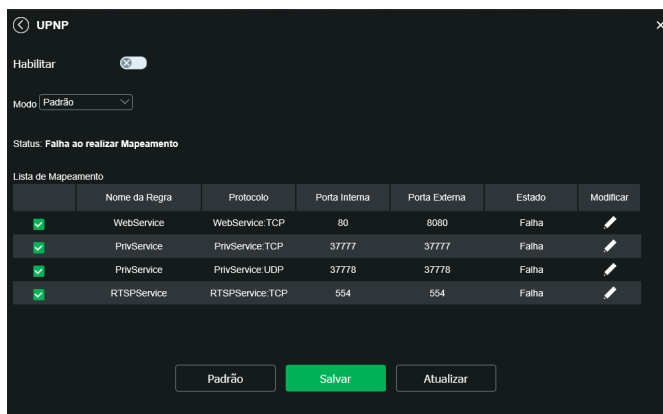 UPNP
Habilitar
Modo Padrão
Status: Falha ao realizar Mapeamento
Lista de Mapeamento
Nome da Regra Protocolo Porta Interna Porta Externa Estado Modificar
WebService WebService:TCP 80 8080 Falha
PrivService PrivService:TCP 37777 37777 Falha
PrivService PrivService:UDP 37778 37778 Falha
RTSPService RTSPService:TCP 554 554 Falha
Padrão Salvar Atualizar